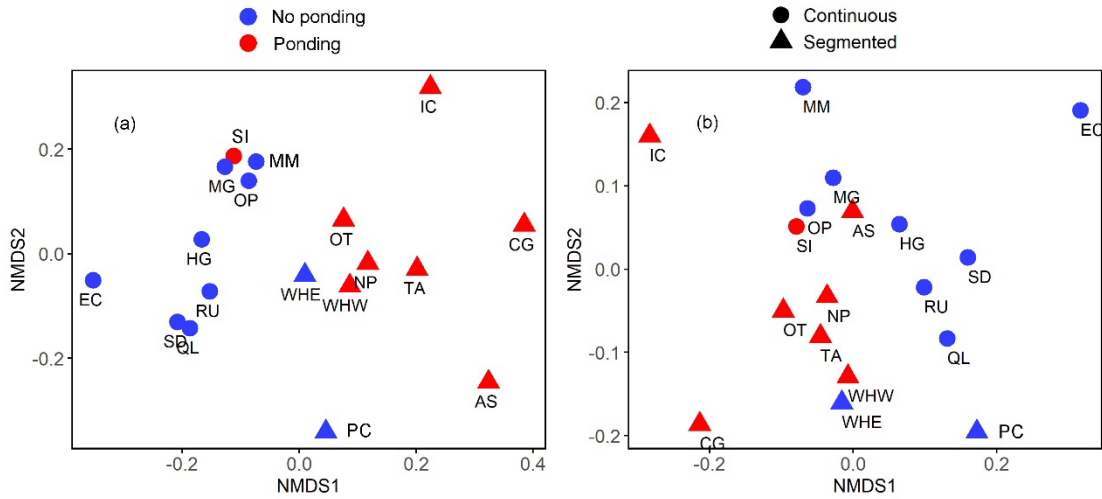 No ponding
Ponding
Continuous
Segmented
(a)
IC
SI
MM
MG
OP
OT
CG
HG
NP
TA
WHE
WHW
EC
RU
SD
QL
AS
PC
0.2
0.0
-0.2
NMDS2
-0.2
0.0
0.2
0.4
NMDS1
(b)
MM
EC
IC
MG
OP
AS
SI
HG
SD
NP
RU
OT
TA
QL
WHW
WHE
CG
PC
0.2
0.1
0.0
-0.1
-0.2
NMDS2
-0.2
0.0
0.2
NMDS1